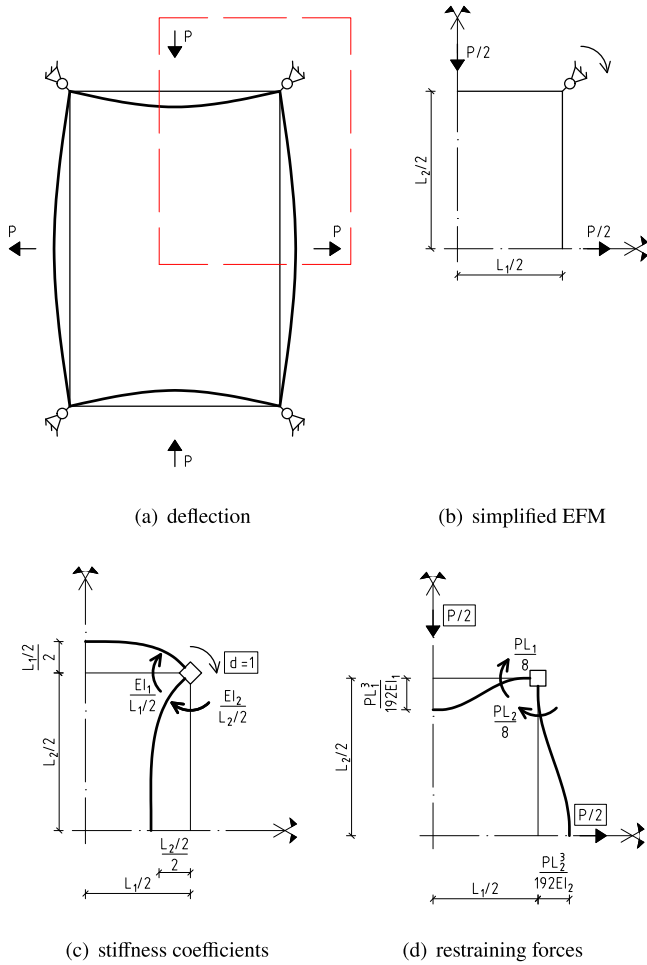 P
P
P
P
(a) deflection
P/2
L₂/2
P/2
L₁/2
(b) simplified EFM
L₁/2
2
L₂/2
EI₁
L₁/2
d=1
EI₂
L₂/2
L₂/2
2
L₁/2
(c) stiffness coefficients
P/2
PL₁³
192EI₁
PL₁
8
PL₂
8
L₂/2
P/2
PL₂³
192EI₂
L₁/2
(d) restraining forces